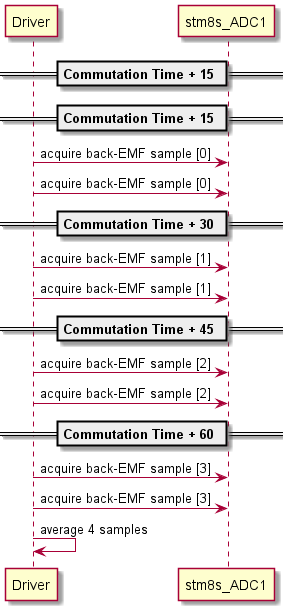 Driver stm8s_ADC1
Commutation Time + 15
Commutation Time + 15
acquire back-EMF sample [0]
acquire back-EMF sample [0]
Commutation Time + 30
acquire back-EMF sample [1]
acquire back-EMF sample [1]
Commutation Time + 45
acquire back-EMF sample [2]
acquire back-EMF sample [2]
Commutation Time + 60
acquire back-EMF sample [3]
acquire back-EMF sample [3]
average 4 samples
Driver stm8s_ADC1